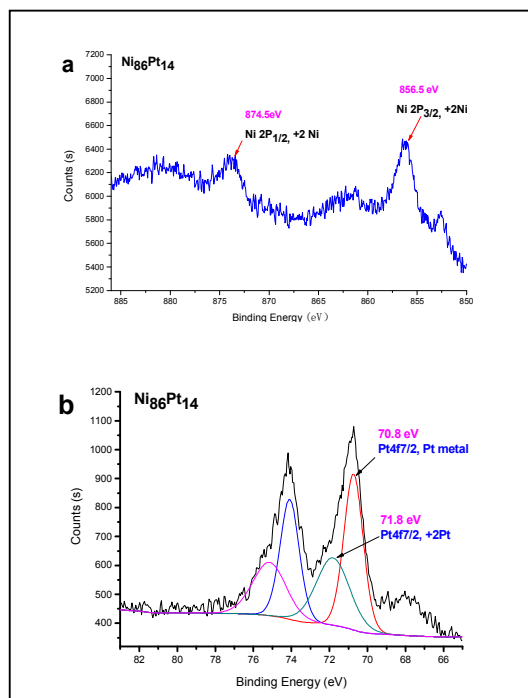 a
Ni86Pt14
874.5eV
Ni 2P1/2, +2 Ni
856.5 eV
Ni 2P3/2, +2Ni
Counts (s)
7200
7000
6800
6600
6400
6200
6000
5800
5600
5400
5200
885 880 875 870 865 860 855 850
Binding Energy (eV)
b
Ni86Pt14
70.8 eV
Pt4f7/2, Pt metal
71.8 eV
Pt4f7/2, +2Pt
Counts (s)
1200
1100
1000
900
800
700
600
500
400
82 80 78 76 74 72 70 68 66
Binding Energy (eV)